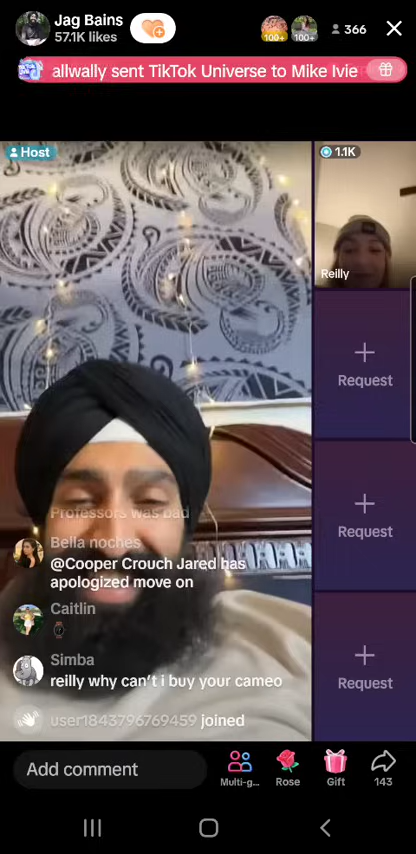 Jag Bains
57.1K likes
100+
100+
366
allwally sent TikTok Universe to Mike Ivie
Host
1.1K
Reilly
Request
Request
Request
Professors was bad
Bella noches
@Cooper Crouch Jared has
apologized move on
Caitlin
Simba
reilly why can't i buy your cameo
user1843796769459 joined
Add comment
Multi-g...
Rose
Gift
143